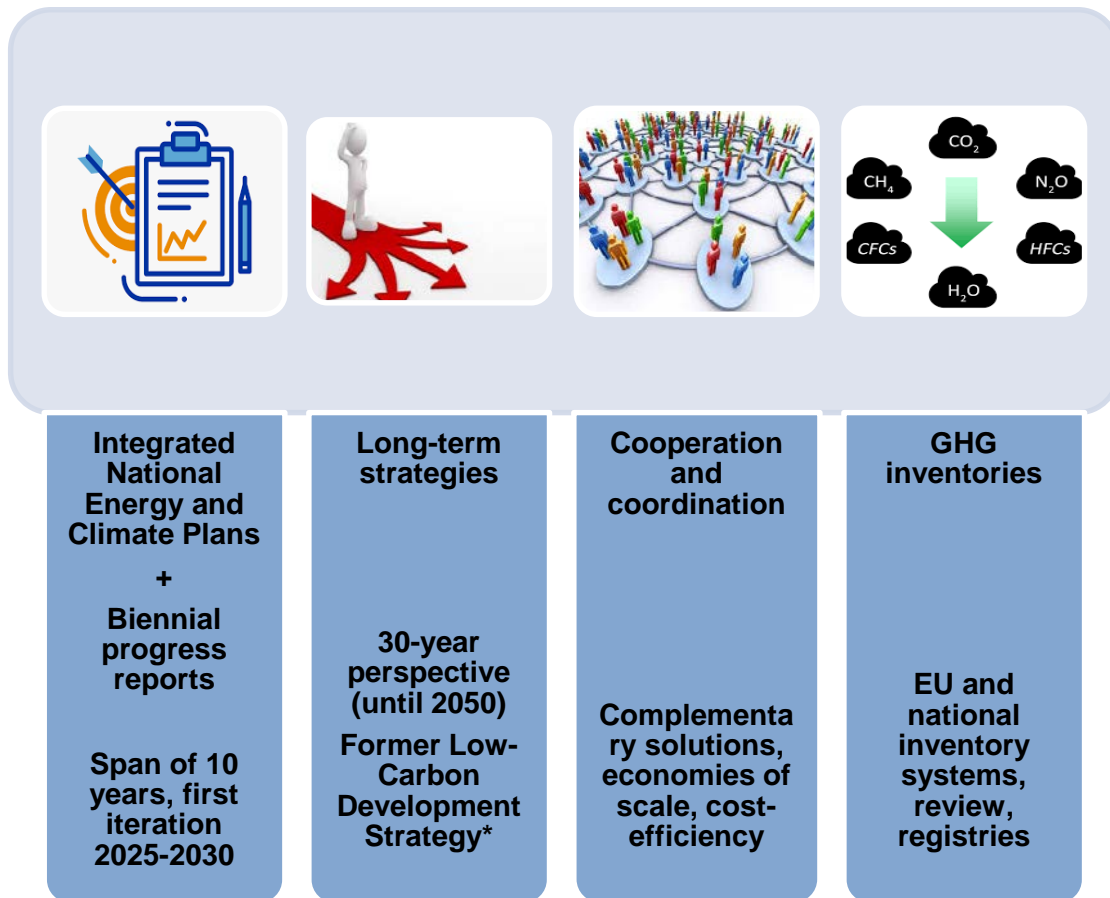 CO₂
CH₄
N₂O
CFCs
HFCs
H₂O
Integrated
National
Energy and
Climate Plans
+
Biennial
progress
reports
Span of 10
years, first
iteration
2025-2030
Long-term
strategies
30-year
perspective
(until 2050)
Former Low-
Carbon
Development
Strategy*
Cooperation
and
coordination
Complementa
ry solutions,
economies of
scale, cost-
efficiency
GHG
inventories
EU and
national
inventory
systems,
review,
registries